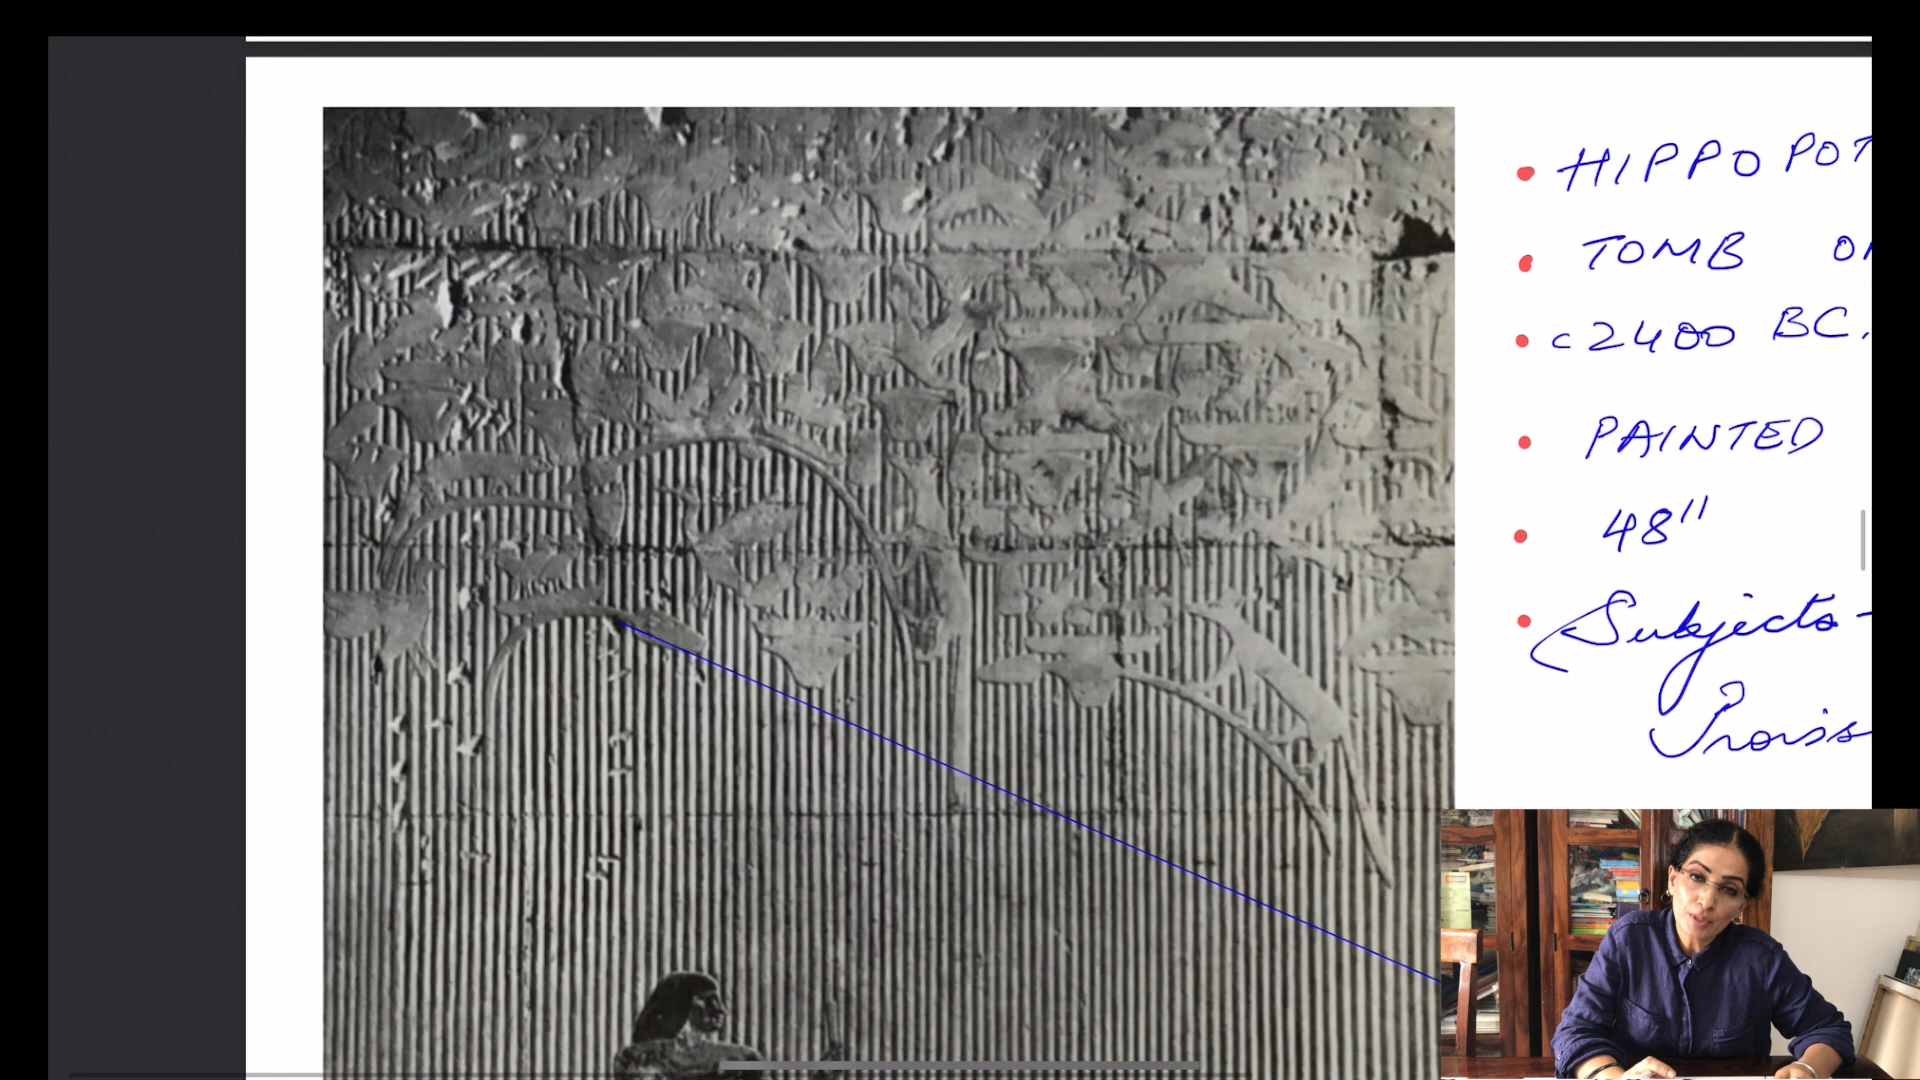 HIPPOPOT
TOMB
c2400 BC.
PAINTED
48"
Subjects -